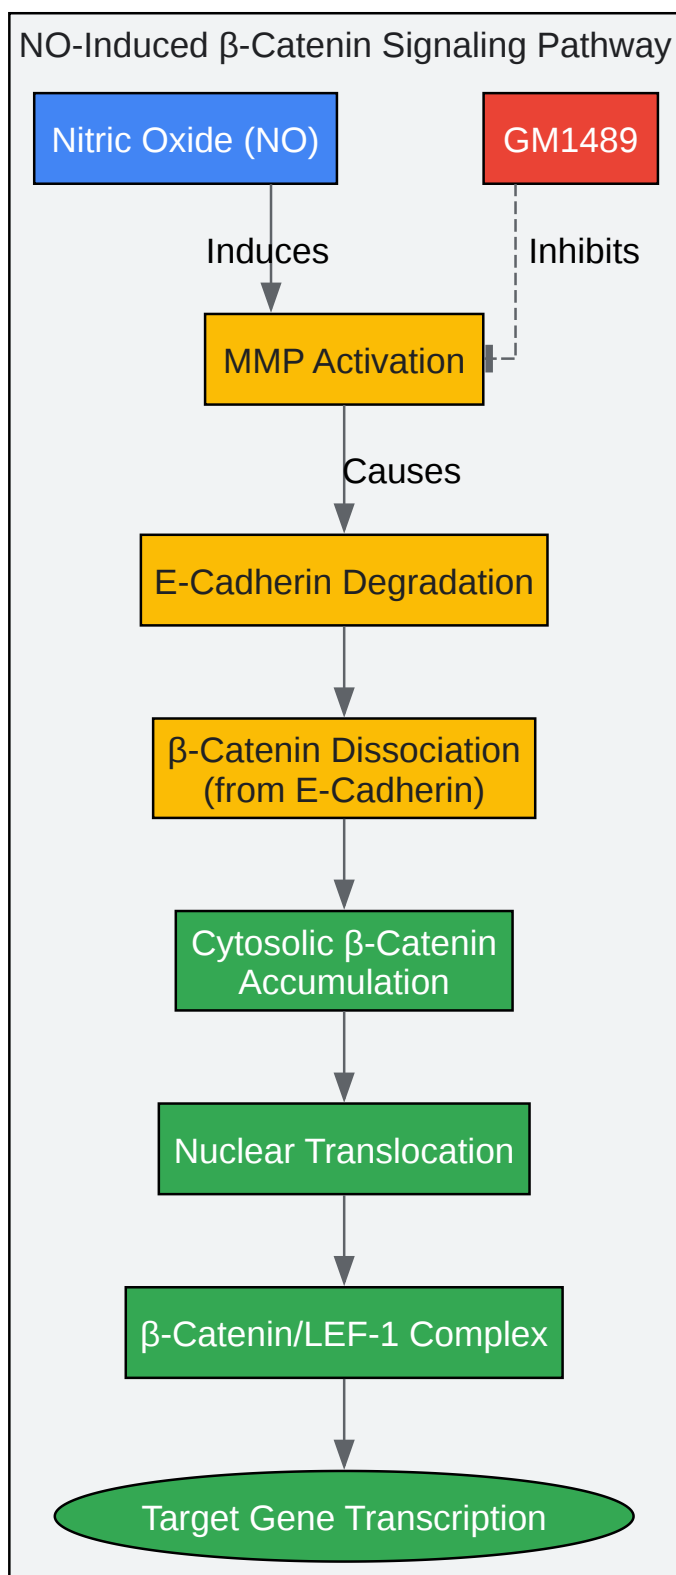 NO-Induced β-Catenin Signaling Pathway
Nitric Oxide (NO)
GM1489
Induces
Inhibits
MMP Activation
Causes
E-Cadherin Degradation
β-Catenin Dissociation
(from E-Cadherin)
Cytosolic β-Catenin
Accumulation
Nuclear Translocation
β-Catenin/LEF-1 Complex
Target Gene Transcription